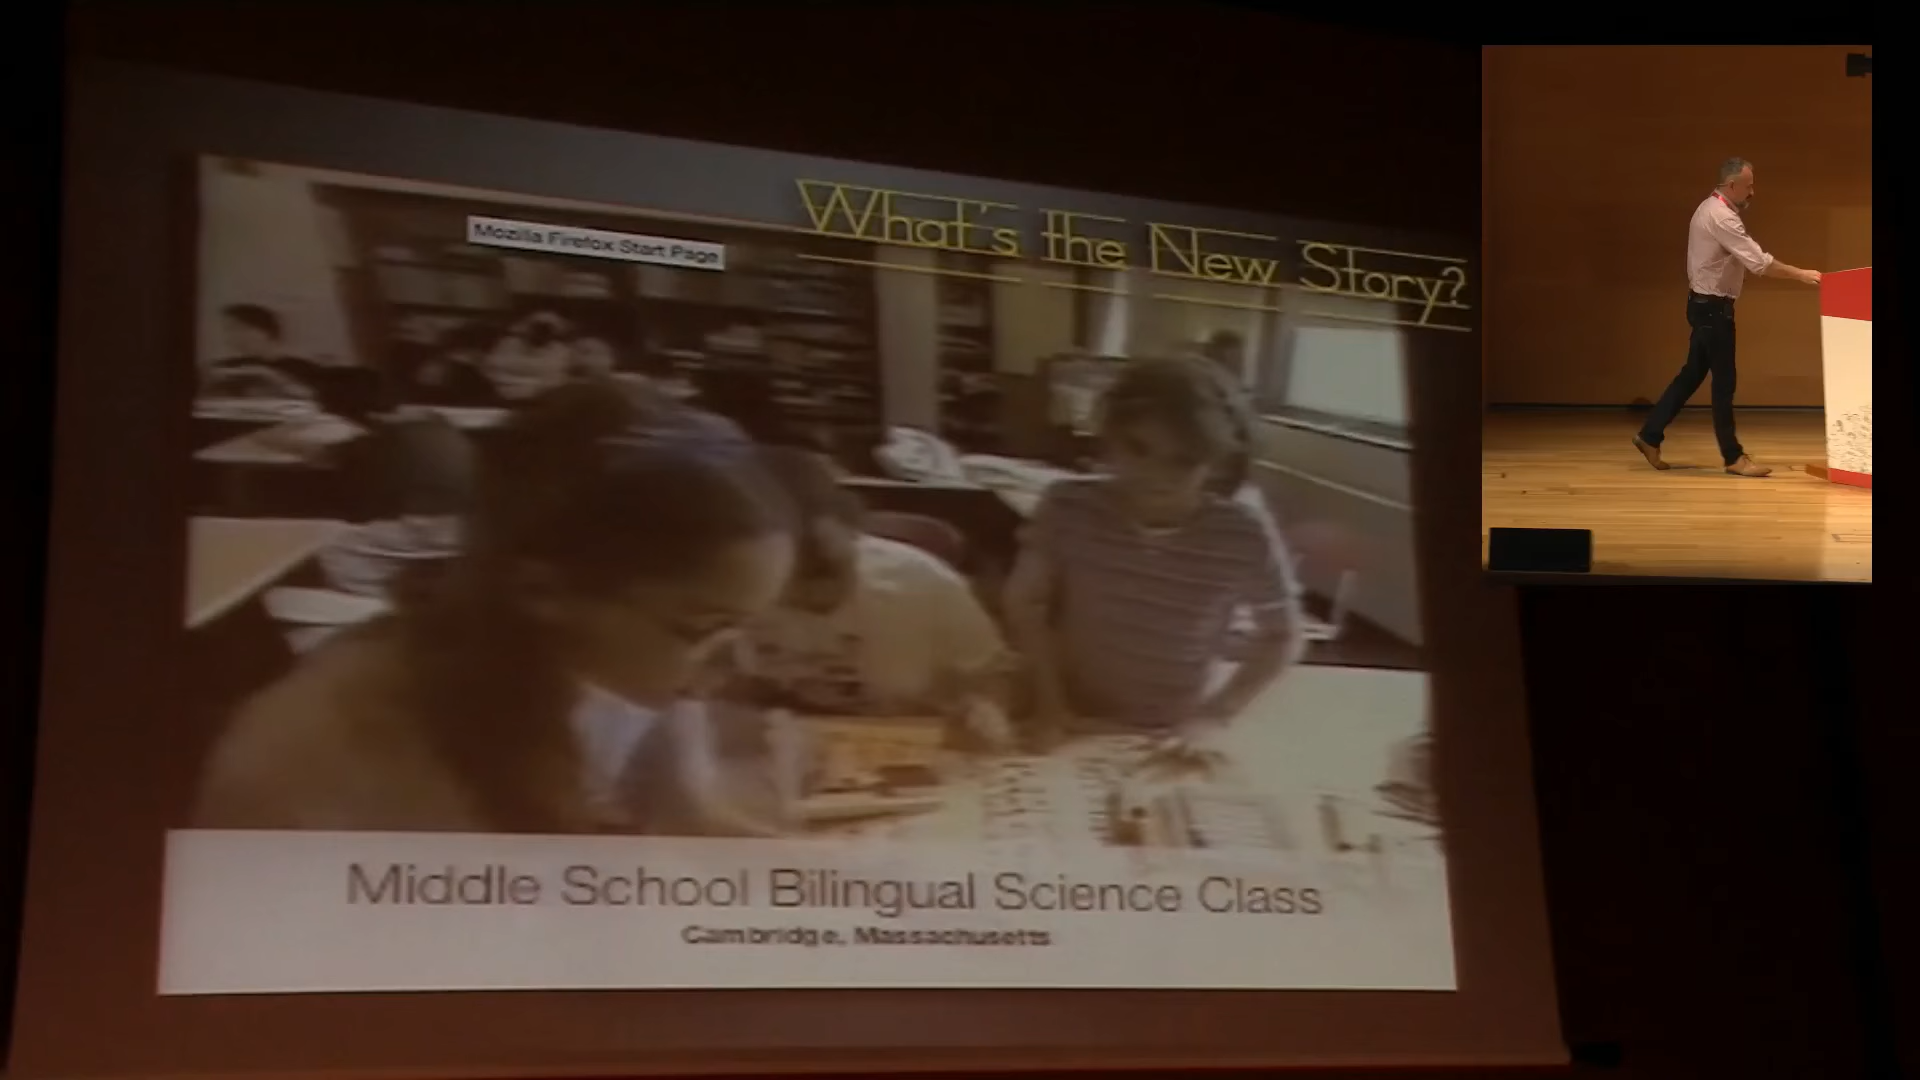 What's the New Story?
Mozilla Firefox Start Page
Middle School Bilingual Science Class
Cambridge, Massachusetts